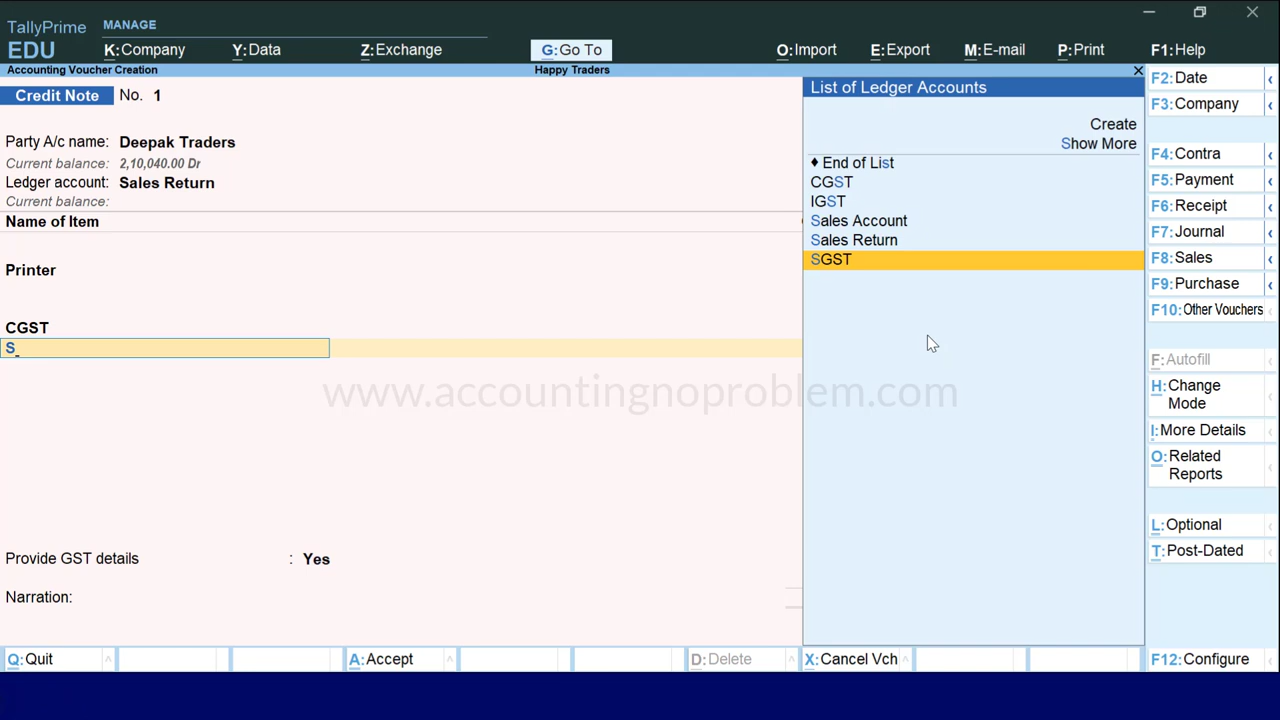 TallyPrime
EDU
MANAGE
K:Company
Y:Data
Z:Exchange
G:Go To
O:Import
E:Export
M:E-mail
P:Print
F1:Help
Accounting Voucher Creation
Happy Traders
Credit Note No. 1
Party A/c name: Deepak Traders
Current balance: 2,10,040.00 Dr
Ledger account: Sales Return
Current balance:
Name of Item
Printer
CGST
S
www.accountingnoproblem.com
Provide GST details : Yes
Narration:
List of Ledger Accounts
Create
Show More
♦ End of List
CGST
IGST
Sales Account
Sales Return
SGST
F2:Date
F3:Company
F4:Contra
F5:Payment
F6:Receipt
F7:Journal
F8:Sales
F9:Purchase
F10:Other Vouchers
F:Autofill
H:Change
Mode
I:More Details
O:Related
Reports
L:Optional
T:Post-Dated
Q:Quit
A:Accept
D:Delete
X:Cancel Vch
F12:Configure